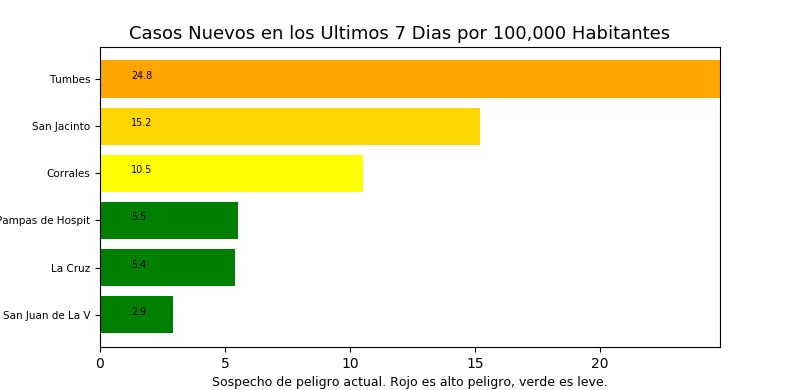 Casos Nuevos en los Ultimos 7 Dias por 100,000 Habitantes
Tumbes 24.8
San Jacinto 15.2
Corrales 10.5
Pampas de Hospit 5.5
La Cruz 5.4
San Juan de La V 2.9
0 5 10 15 20
Sospecho de peligro actual. Rojo es alto peligro, verde es leve.